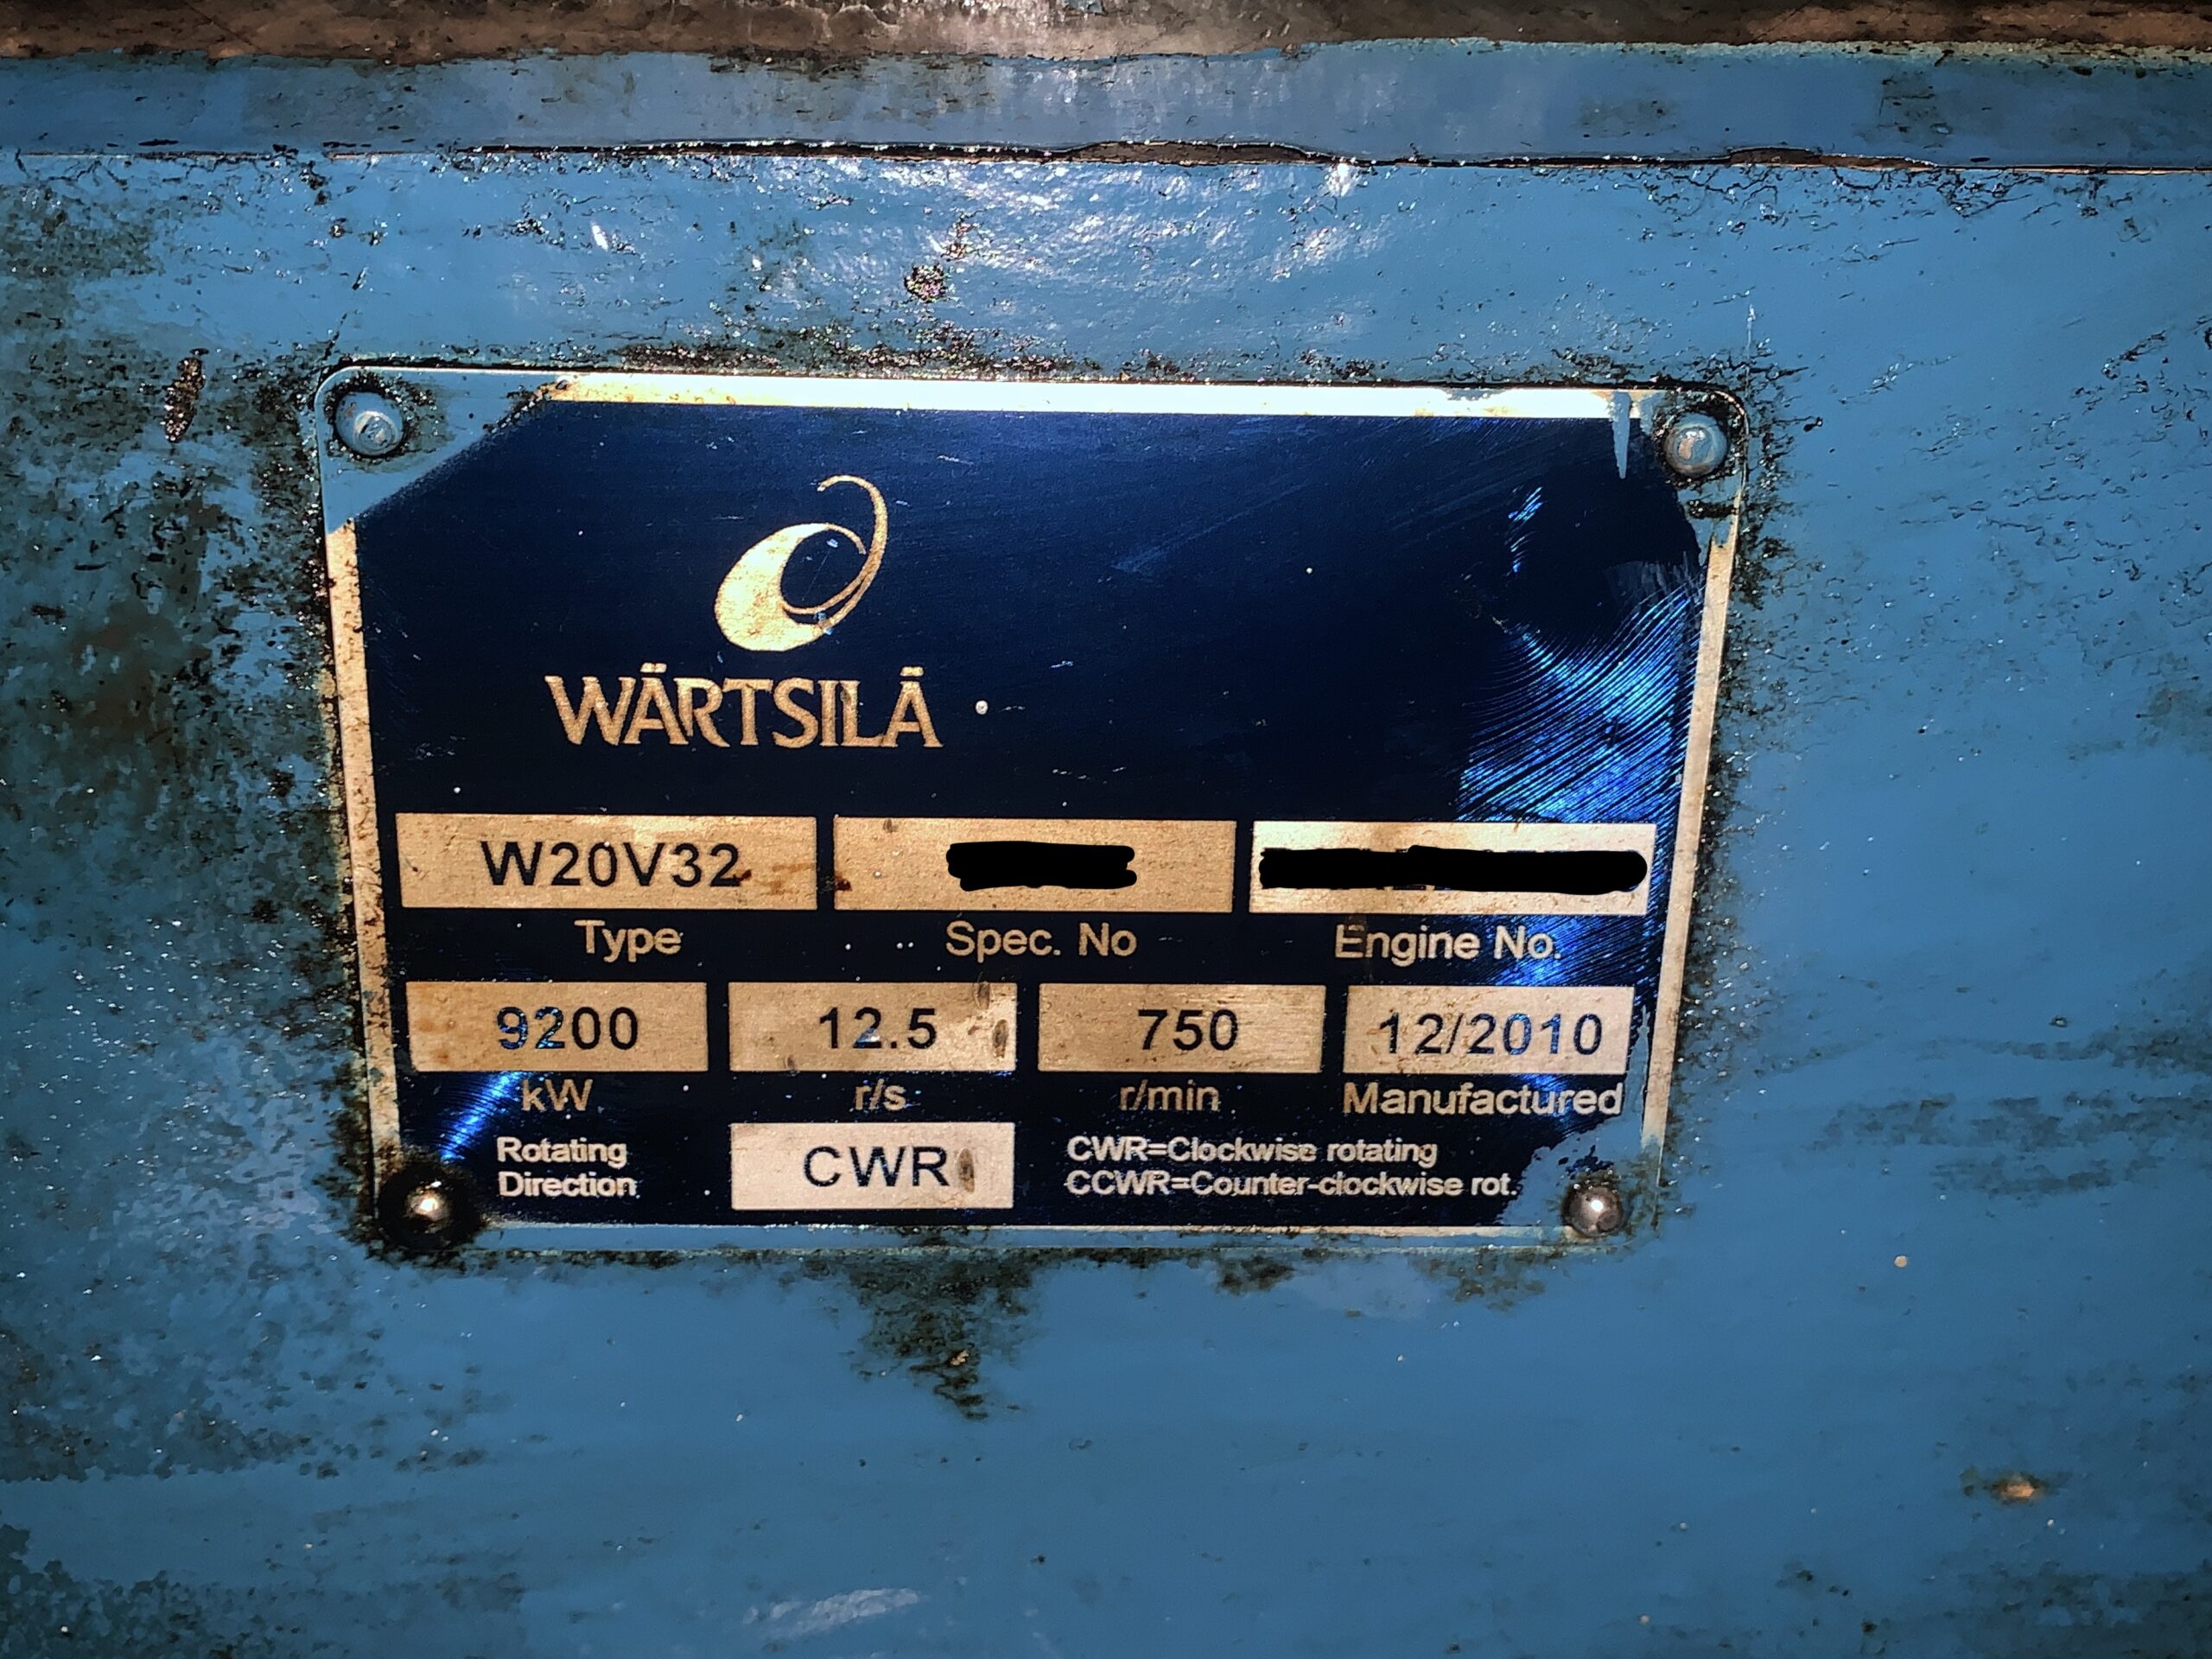 WÄRTSILÄ
W20V32
Type Spec. No Engine No.
9200 12.5 750 12/2010
kW r/s r/min Manufactured
Rotating
Direction
CWR
CWR=Clockwise rotating
CCWR=Counter-clockwise rot.